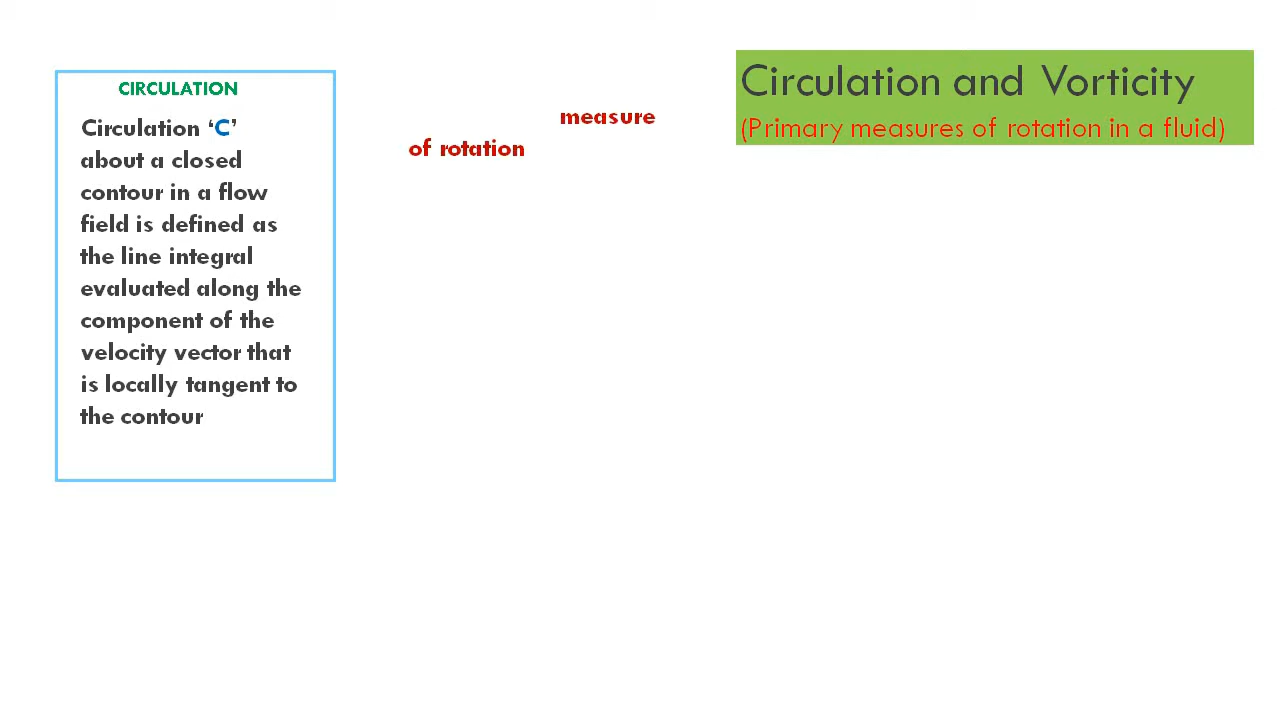 Circulation and Vorticity
(Primary measures of rotation in a fluid)
CIRCULATION
Circulation ‘C’
about a closed
contour in a flow
field is defined as
the line integral
evaluated along the
component of the
velocity vector that
is locally tangent to
the contour
measure
of rotation